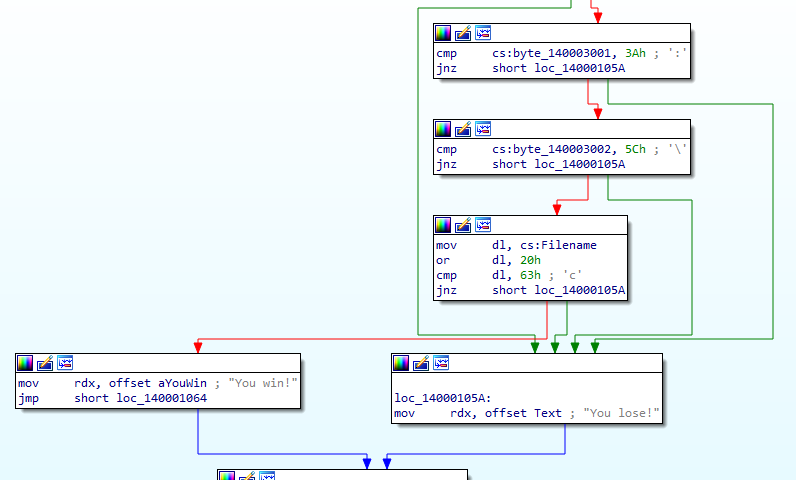 cmp cs:byte_140003001, 3Ah ; ':'
jnz short loc_14000105A
cmp cs:byte_140003002, 5Ch ; '\'
jnz short loc_14000105A
mov dl, cs:Filename
or dl, 20h
cmp dl, 63h ; 'c'
jnz short loc_14000105A
mov rdx, offset aYouWin ; "You win!"
jmp short loc_140001064
loc_14000105A:
mov rdx, offset Text ; "You lose!"